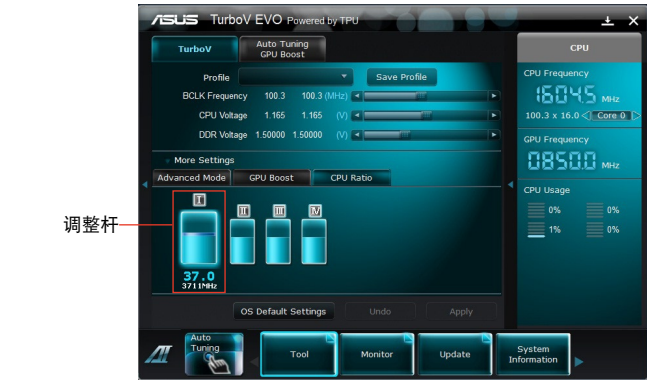 ASUS TurboV EVO Powered by TPU
TurboV
Auto Tuning
GPU Boost
CPU
Profile
Save Profile
BCLK Frequency 100.3 100.3 (MHz)
CPU Voltage 1.165 1.165 (V)
DDR Voltage 1.50000 1.50000 (V)
More Settings
Advanced Mode
GPU Boost
CPU Ratio
I
II
III
IV
调整杆
37.0
3711MHz
OS Default Settings
Undo
Apply
CPU Frequency
1604.5 MHz
100.3 x 16.0 Core 0
GPU Frequency
0850.0 MHz
CPU Usage
0% 0%
1% 0%
Auto
Tuning
Tool
Monitor
Update
System
Information